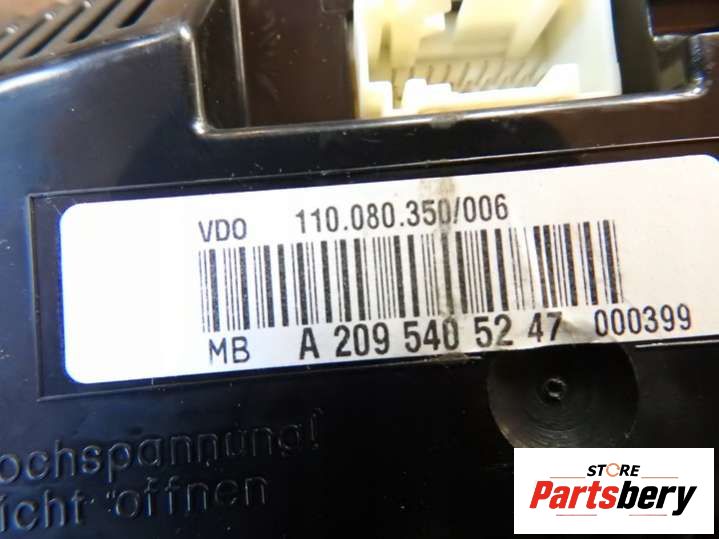 VDO 110.080.350/006
MB A 209 540 52 47 000399
ochspannung!
icht öffnen
STORE
Partsbery